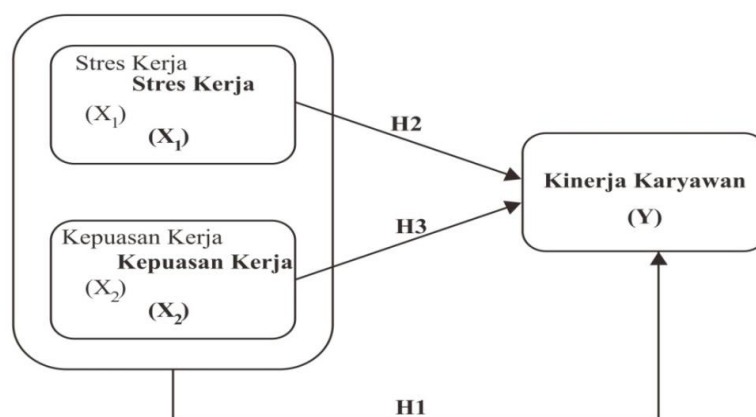 Stres Kerja
Stres Kerja
(X₁)
(X₁)
H2
Kinerja Karyawan
(Y)
Kepuasan Kerja
Kepuasan Kerja
(X₂)
(X₂)
H3
H1